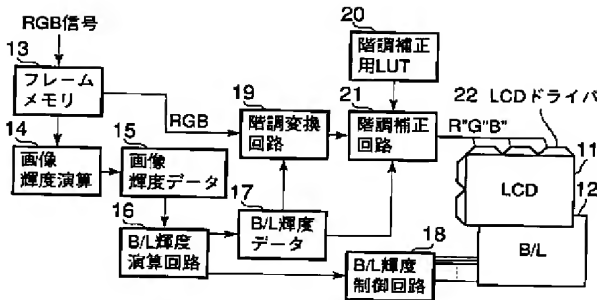 RGB信号
13
フレーム
メモリ
14
画像
輝度演算
15
画像
輝度データ
16
B/L輝度
演算回路
17
B/L輝度
データ
RGB
19
階調変換
回路
20
階調補正
用LUT
21
階調補正
回路
R"G"B"
22 LCDドライバ
11
LCD
12
B/L
18
B/L輝度
制御回路